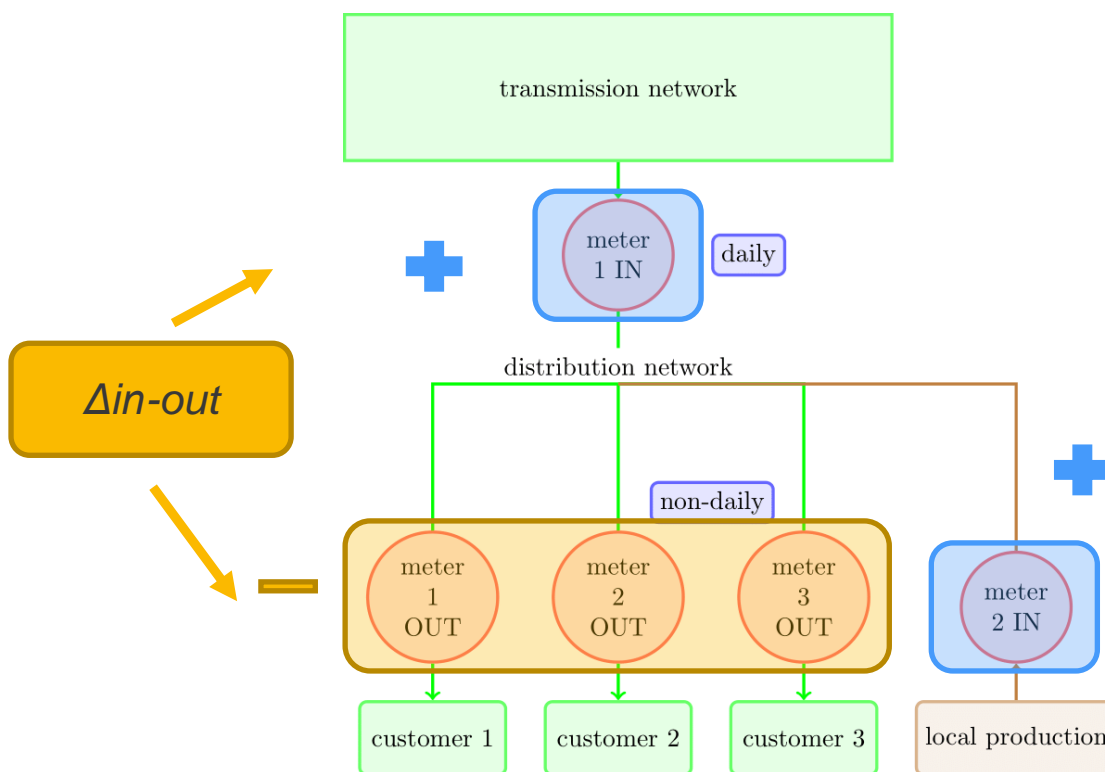 transmission network
meter
1 IN
daily
distribution network
Δin-out
non-daily
meter
1
OUT
meter
2
OUT
meter
3
OUT
meter
2 IN
customer 1
customer 2
customer 3
local production